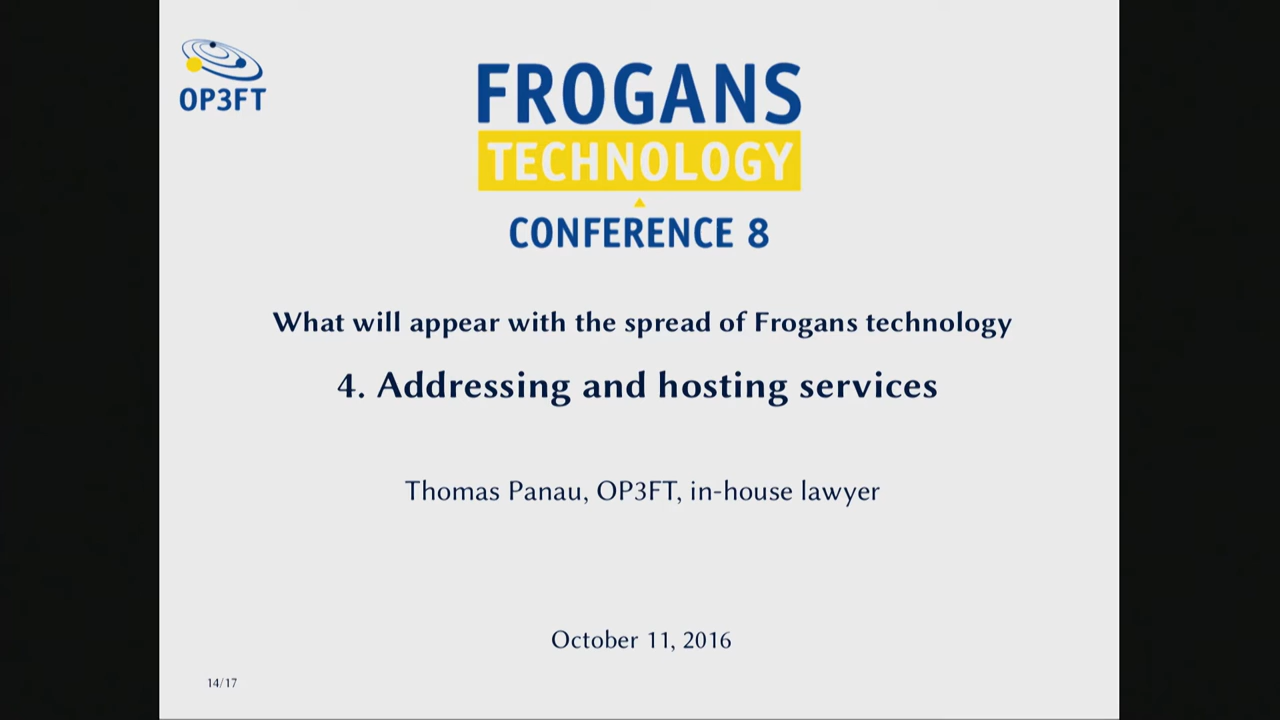 OP3FT
FROGANS
TECHNOLOGY
CONFERENCE 8
What will appear with the spread of Frogans technology
4. Addressing and hosting services
Thomas Panau, OP3FT, in-house lawyer
October 11, 2016
14/17